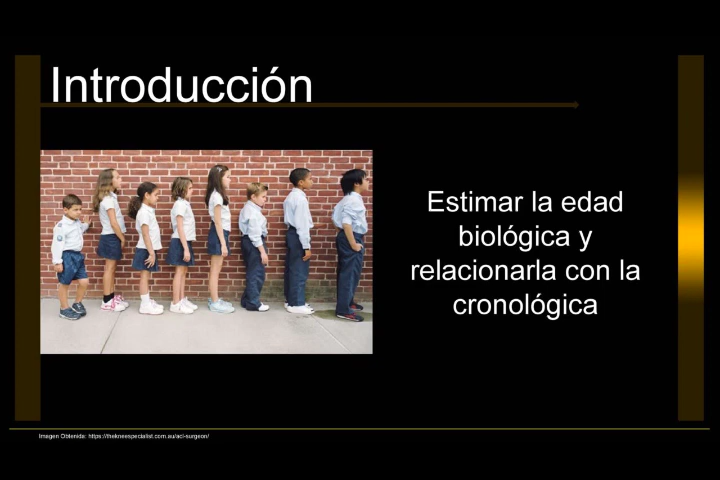 Introducción
Estimar la edad
biológica y
relacionarla con la
cronológica
Imagen Obtenida: https://thekneespecialist.com.au/acl-surgeon/